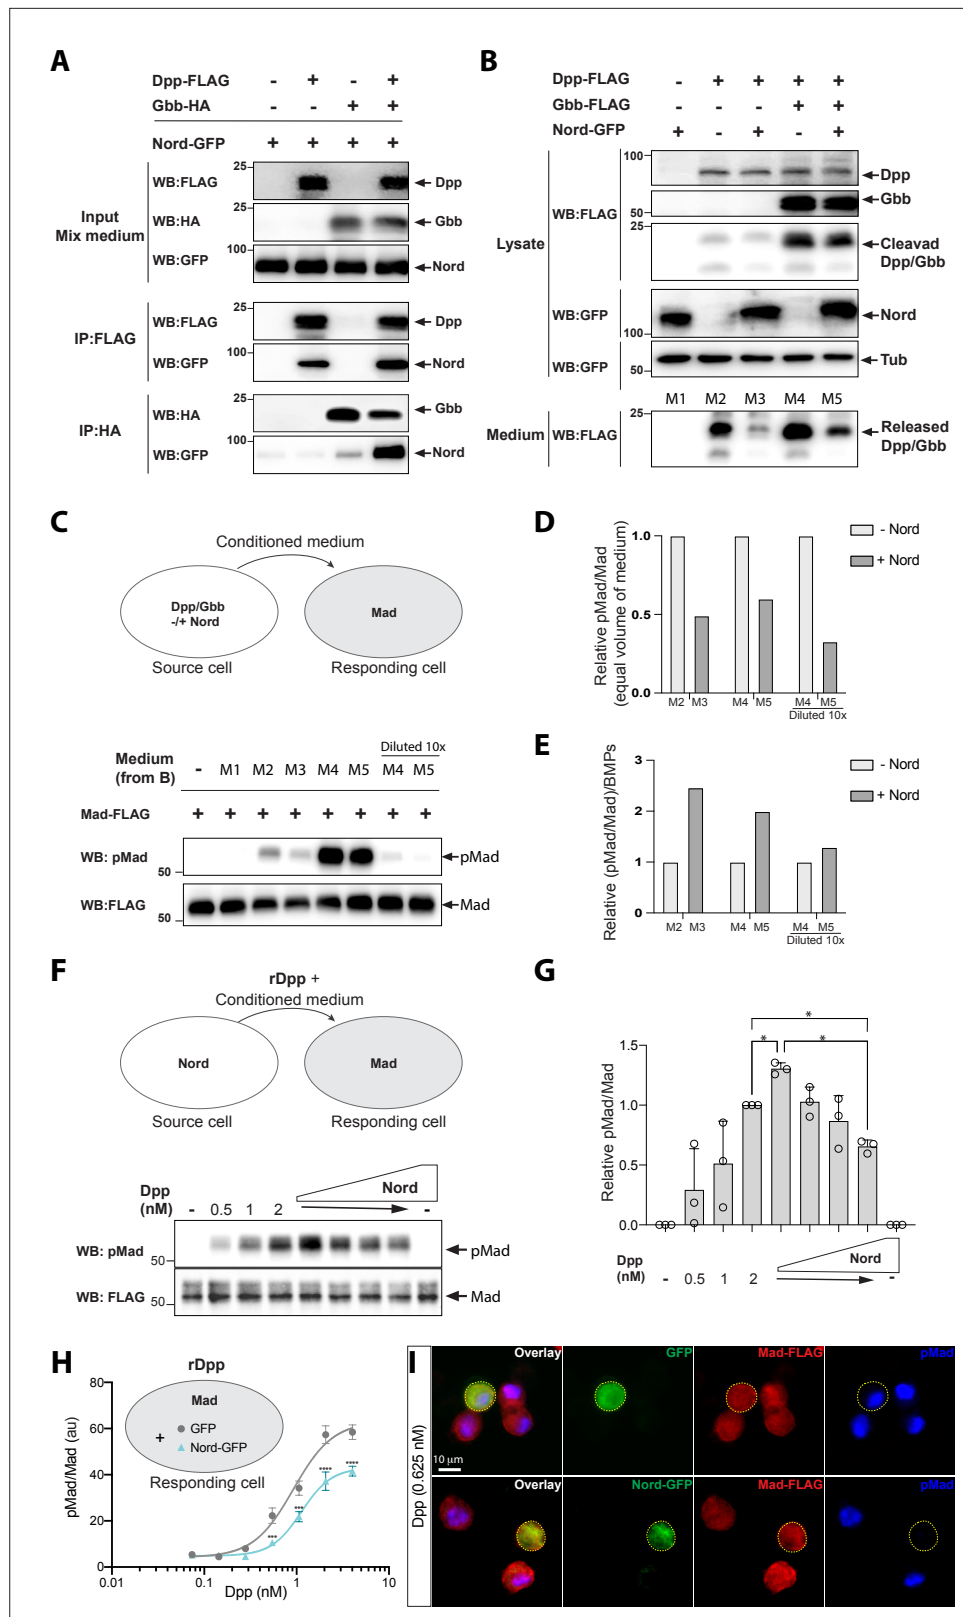 A
Dpp-FLAG - + - +
Gbb-HA - - + +
Nord-GFP + + + +
Input
Mix medium
WB:FLAG
25
Dpp
WB:HA
25
Gbb
WB:GFP
100
Nord
IP:FLAG
WB:FLAG
25
Dpp
WB:GFP
100
Nord
IP:HA
WB:HA
25
Gbb
WB:GFP
100
Nord
B
Dpp-FLAG - + + + +
Gbb-FLAG - - - + +
Nord-GFP + - + - +
Lysate
WB:FLAG
100
Dpp
50
Gbb
25
Cleavad
Dpp/Gbb
WB:GFP
100
Nord
WB:GFP
50
Tub
M1 M2 M3 M4 M5
Medium
WB:FLAG
25
Released
Dpp/Gbb
C
Conditioned medium
Dpp/Gbb
-/+ Nord
Mad
Source cell
Responding cell
Diluted 10x
Medium
(from B)
- M1 M2 M3 M4 M5 M4 M5
Mad-FLAG + + + + + + + +
WB: pMad
50
pMad
WB:FLAG
50
Mad
D
Relative pMad/Mad
(equal volume of medium)
1.0
0.5
0.0
M2 M3 M4 M5 M4 M5
Diluted 10x
- Nord
+ Nord
E
Relative (pMad/Mad)/BMPs
3
2
1
0
M2 M3 M4 M5 M4 M5
Diluted 10x
- Nord
+ Nord
F
rDpp +
Conditioned medium
Nord
Mad
Source cell
Responding cell
Nord
Dpp
(nM)
- 0.5 1 2 -
WB: pMad
50
pMad
WB: FLAG
50
Mad
G
Relative pMad/Mad
1.5
1.0
0.5
0.0
* * *
Nord
Dpp
(nM)
- 0.5 1 2 -
H
rDpp
pMad/Mad (au)
80
60
40
20
0
Mad
+
GFP
Nord-GFP
Responding cell
*** *** **** ****
0.01 0.1 1 10
Dpp (nM)
I
Dpp (0.625 nM)
Overlay GFP Mad-FLAG pMad
10 µm
Overlay Nord-GFP Mad-FLAG pMad